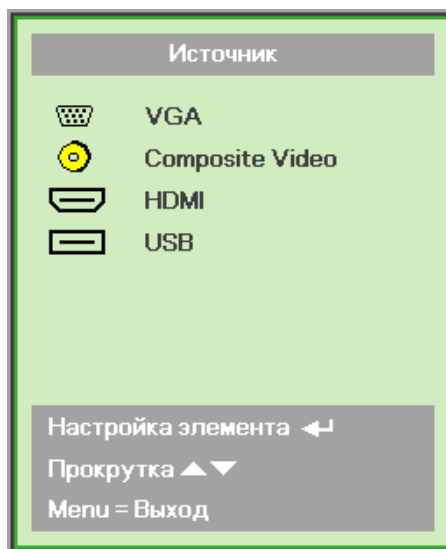 Источник
VGA
Composite Video
HDMI
USB
Настройка элемента
Прокрутка
Menu = Выход